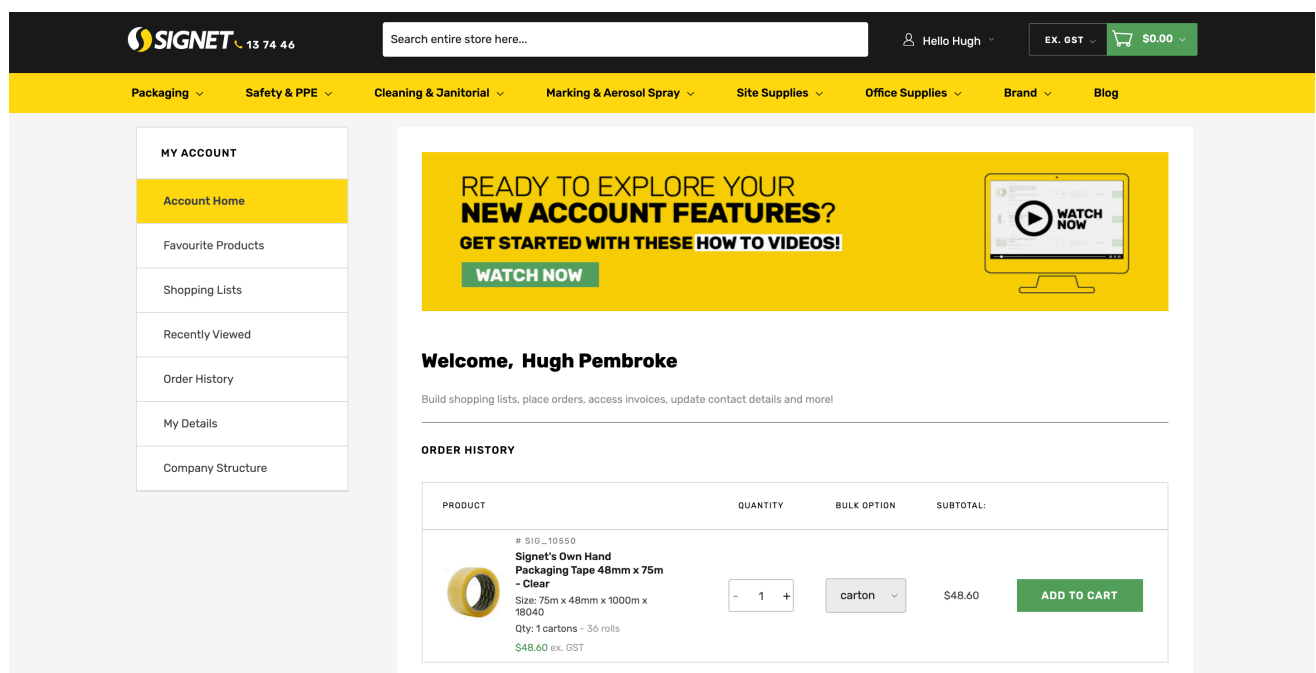 SIGNET 13 74 46
Search entire store here...
Hello Hugh
EX. GST
$0.00
Packaging
Safety & PPE
Cleaning & Janitorial
Marking & Aerosol Spray
Site Supplies
Office Supplies
Brand
Blog
MY ACCOUNT
Account Home
Favourite Products
Shopping Lists
Recently Viewed
Order History
My Details
Company Structure
READY TO EXPLORE YOUR
NEW ACCOUNT FEATURES?
GET STARTED WITH THESE HOW TO VIDEOS!
WATCH NOW
WATCH
NOW
Welcome, Hugh Pembroke
Build shopping lists, place orders, access invoices, update contact details and more!
ORDER HISTORY
PRODUCT QUANTITY BULK OPTION SUBTOTAL:
# SIG_10550
Signet's Own Hand
Packaging Tape 48mm x 75m
- Clear
Size: 75m x 48mm x 1000m x
18040
Qty: 1 cartons - 36 rolls
$48.60 ex. GST
- 1 +
carton
$48.60
ADD TO CART